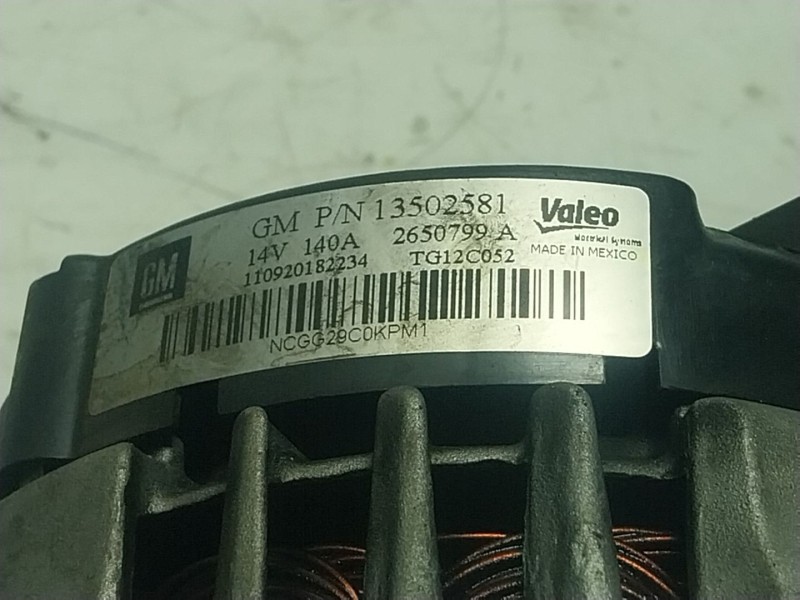 GM
GM P/N 13502581
14V 140A 2650799 A
110920182234 TG12C052
NCGG29C0KPM1
Valeo
MADE IN MEXICO